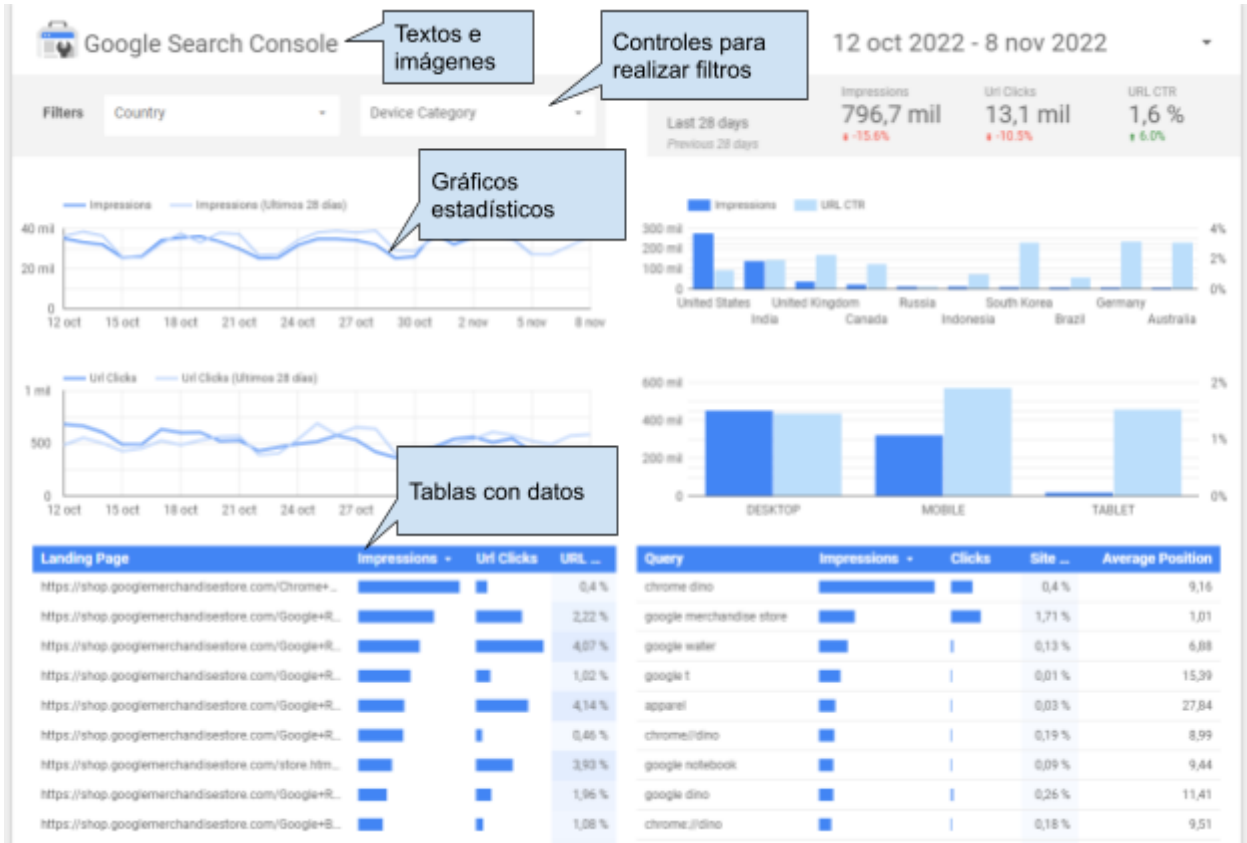 Google Search Console
Textos e
imágenes
Controles para
realizar filtros
12 oct 2022 - 8 nov 2022
Filters
Country
Device Category
Last 28 days
Previous 28 days
Impressions
796,7 mil
-15.6%
Url Clicks
13,1 mil
-10.5%
URL CTR
1,6 %
6.0%
Gráficos
estadísticos
Impressions Impressions (Ultimos 28 días)
40 mil
20 mil
0
12 oct 15 oct 18 oct 21 oct 24 oct 27 oct 30 oct 2 nov 5 nov 8 nov
Impressions URL CTR
300 mil 4%
200 mil
2%
100 mil
0 0%
United States United Kingdom Russia South Korea Germany
India Canada Indonesia Brazil Australia
Url Clicks Url Clicks (Ultimos 28 días)
1 mil
500
0
12 oct 15 oct 18 oct 21 oct 24 oct 27 oct
Tablas con datos
600 mil 2%
400 mil
1%
200 mil
0 0%
DESKTOP MOBILE TABLET
Landing Page Impressions Url Clicks URL ...
https://shop.googlemerchandisestore.com/Chrome+... 0,4 %
https://shop.googlemerchandisestore.com/Google+R... 2,22 %
https://shop.googlemerchandisestore.com/Google+R... 4,07 %
https://shop.googlemerchandisestore.com/Google+R... 1,02 %
https://shop.googlemerchandisestore.com/Google+R... 4,14 %
https://shop.googlemerchandisestore.com/Google+R... 0,46 %
https://shop.googlemerchandisestore.com/store.htm... 3,93 %
https://shop.googlemerchandisestore.com/Google+R... 1,96 %
https://shop.googlemerchandisestore.com/Google+B... 1,08 %
Query Impressions Clicks Site ... Average Position
chrome dino 0,4 % 9,16
google merchandise store 1,71 % 1,01
google water 0,13 % 6,88
google t 0,01 % 15,39
apparel 0,03 % 27,84
chrome//dino 0,19 % 8,99
google notebook 0,09 % 9,44
google dino 0,26 % 11,41
chrome://dino 0,18 % 9,51